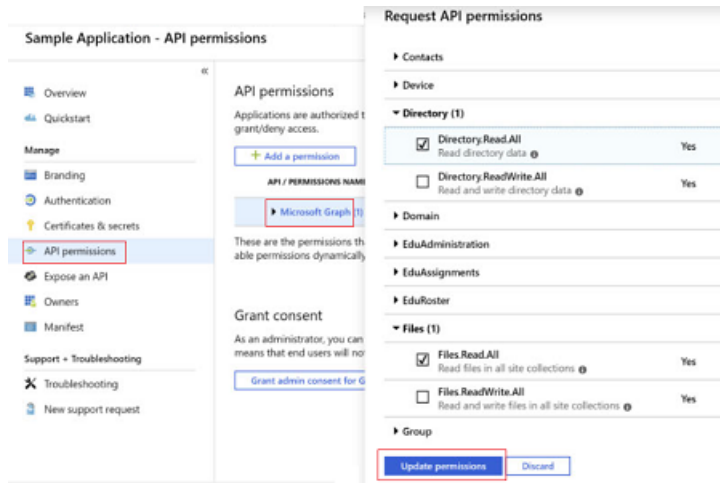 Sample Application - API permissions
«
Overview
Quickstart
Manage
Branding
Authentication
Certificates & secrets
API permissions
Expose an API
Owners
Manifest
Support + Troubleshooting
Troubleshooting
New support request
API permissions
Applications are authorized t
grant/deny access.
+ Add a permission
API / PERMISSIONS NAME
Microsoft Graph (1)
These are the permissions th
able permissions dynamically
Grant consent
As an administrator, you can
means that end users will no
Grant admin consent for G
Request API permissions
Contacts
Device
Directory (1)
Directory.Read.All
Read directory data
Yes
Directory.ReadWrite.All
Read and write directory data
Yes
Domain
EduAdministration
EduAssignments
EduRoster
Files (1)
Files.Read.All
Read files in all site collections
Yes
Files.ReadWrite.All
Read and write files in all site collections
Yes
Group
Update permissions
Discard